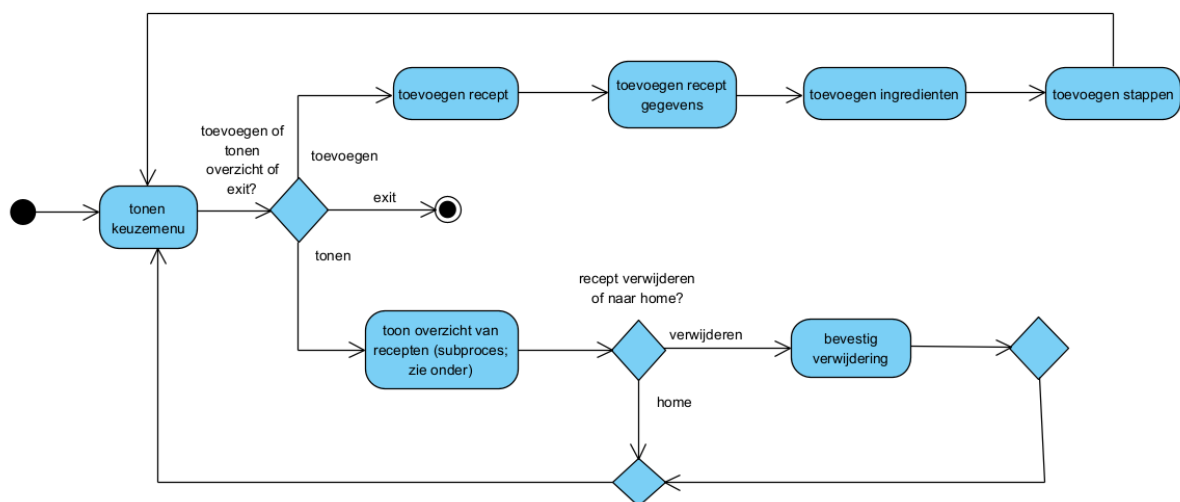 toevoegen recept
toevoegen recept
gegevens
toevoegen ingredienten
toevoegen stappen
toevoegen of
tonen
overzicht of
exit?
toevoegen
tonen
keuzemenu
exit
tonen
recept verwijderen
of naar home?
toon overzicht van
recepten (subproces;
zie onder)
verwijderen
bevestig
verwijdering
home